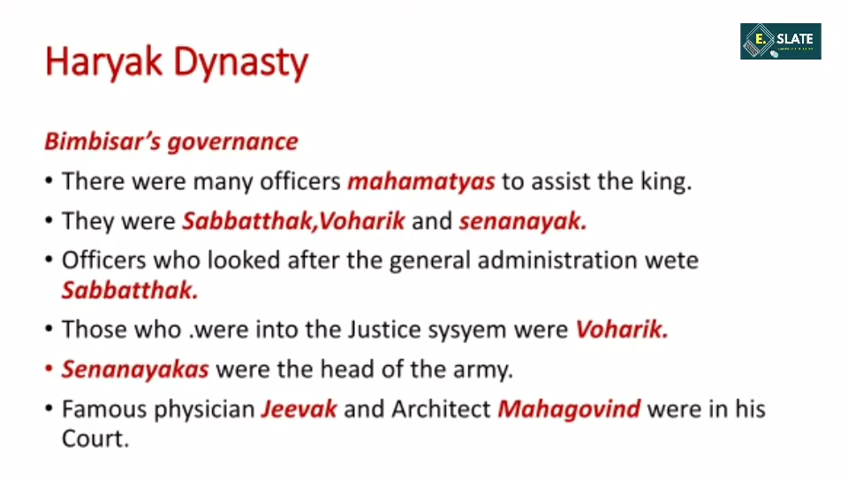 E. SLATE
Haryak Dynasty
Bimbisar's governance
• There were many officers mahamatyas to assist the king.
• They were Sabbatthak,Voharik and senanayak.
• Officers who looked after the general administration wete
Sabbatthak.
• Those who .were into the Justice sysyem were Voharik.
• Senanayakas were the head of the army.
• Famous physician Jeevak and Architect Mahagovind were in his
Court.